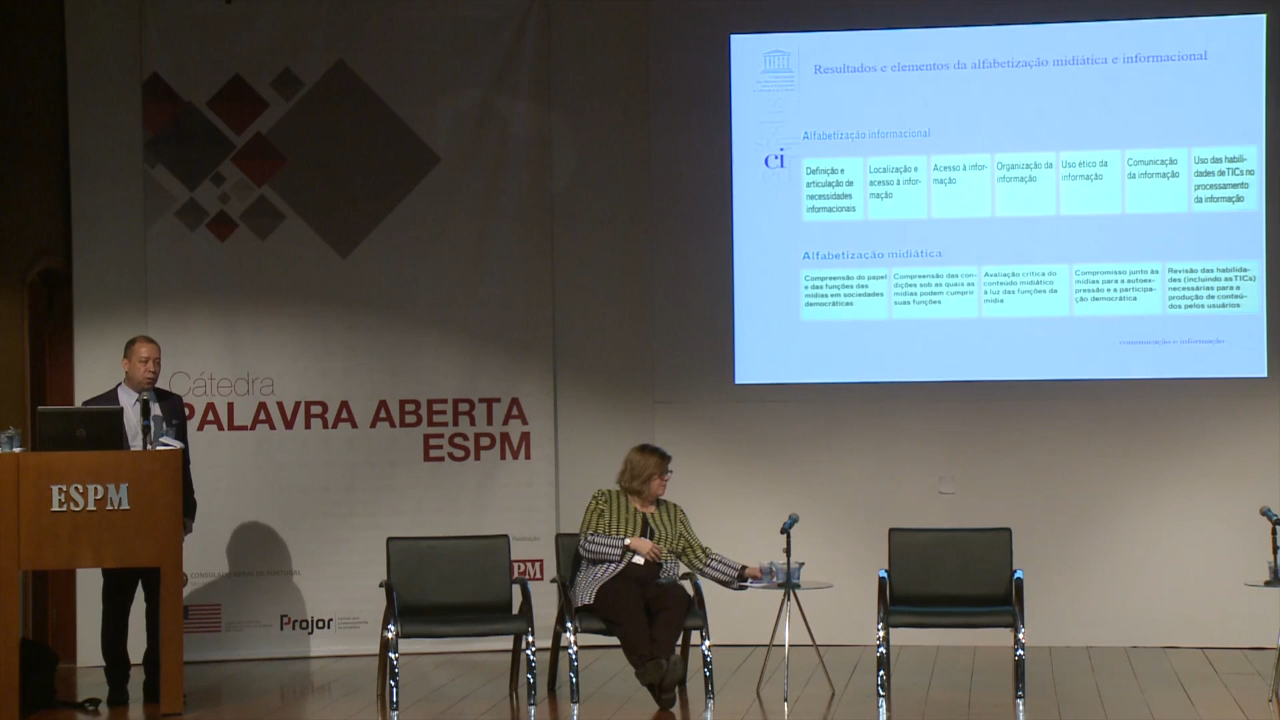 Resultados e elementos da alfabetização midiática e informacional
ci
Alfabetização informacional
Definição e
articulação de
necessidades
informacionais
Localização e
acesso à infor-
mação
Acesso à infor-
mação
Organização da
informação
Uso ético da
informação
Comunicação
da informação
Uso das habili-
dades de TICs no
processamento
da informação
Alfabetização midiática
Compreensão do papel
e das funções das
mídias em sociedades
democráticas
Compreensão das con-
dições sob as quais as
mídias podem cumprir
suas funções
Avaliação crítica do
conteúdo midiático
à luz das funções da
mídia
Compromisso junto às
mídias para a autoex-
pressão e a participa-
ção democrática
Revisão das habilida-
des (incluindo as TICs)
necessárias para a
produção de conteú-
dos pelos usuários
comunicação e informação
Cátedra
PALAVRA ABERTA
ESPM
ESPM
Realização
PM
CONSULADO GERAL DE PORTUGAL
Projor